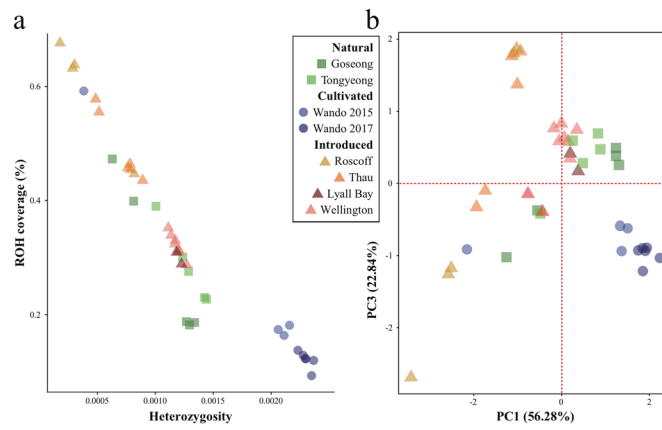 a
b
ROH coverage (%)
0.6
0.4
0.2
0.0005
0.0010
0.0015
0.0020
Heterozygosity
Natural
Goseong
Tongyeong
Cultivated
Wando 2015
Wando 2017
Introduced
Roscoff
Thau
Lyall Bay
Wellington
PC3 (22.84%)
2
1
0
-1
-2
-2
0
2
PC1 (56.28%)